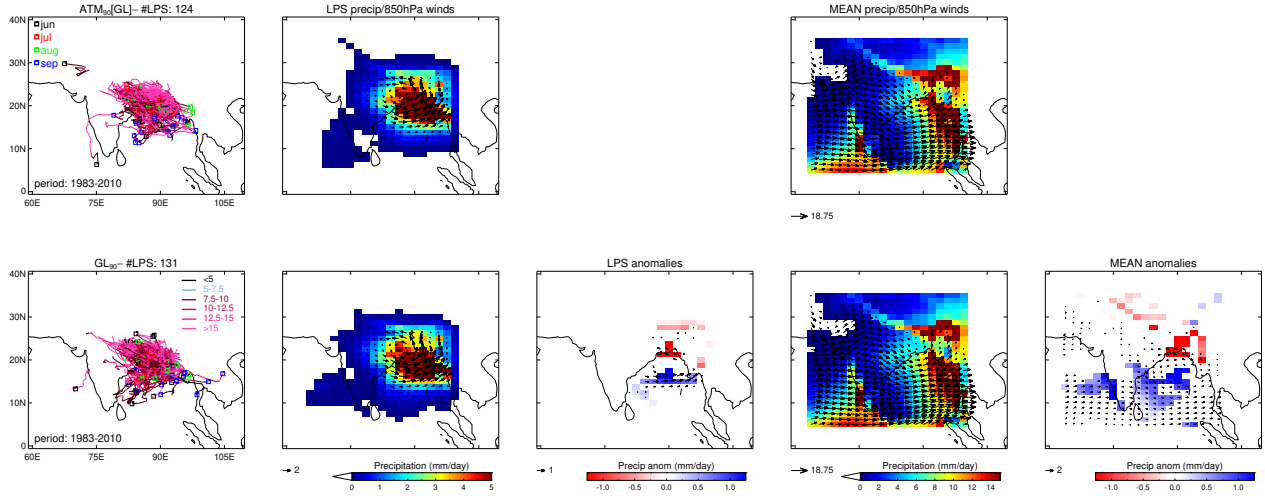 ATM90[GL]− #LPS: 124
LPS precip/850hPa winds
MEAN precip/850hPa winds
40N
30N
20N
10N
0
jun
jul
aug
sep
period: 1983-2010
60E 75E 90E 105E
18.75
GL90− #LPS: 131
LPS anomalies
MEAN anomalies
40N
30N
20N
10N
0
<5
5-7.5
7.5-10
10-12.5
12.5-15
>15
period: 1983-2010
60E 75E 90E 105E
2
Precipitation (mm/day)
0 1 2 3 4 5
1
Precip anom (mm/day)
-1.0 -0.5 0.0 0.5 1.0
18.75
Precipitation (mm/day)
0 2 4 6 8 10 12 14
2
Precip anom (mm/day)
-1.0 -0.5 0.0 0.5 1.0